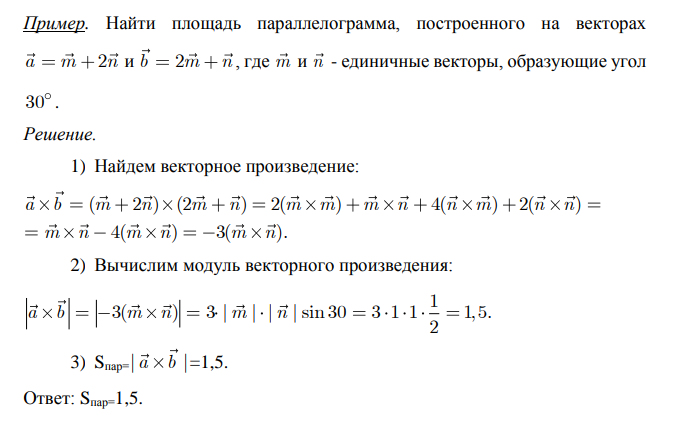 Пример. Найти площадь параллелограмма, построенного на векторах
$\vec{a} = \vec{m} + 2\vec{n}$ и $\vec{b} = 2\vec{m} + \vec{n}$, где $\vec{m}$ и $\vec{n}$ - единичные векторы, образующие угол
$30^\circ$.
Решение.
1) Найдем векторное произведение:
$\vec{a} \times \vec{b} = (\vec{m} + 2\vec{n}) \times (2\vec{m} + \vec{n}) = 2(\vec{m} \times \vec{m}) + \vec{m} \times \vec{n} + 4(\vec{n} \times \vec{m}) + 2(\vec{n} \times \vec{n}) =$
$= \vec{m} \times \vec{n} - 4(\vec{m} \times \vec{n}) = -3(\vec{m} \times \vec{n}).$
2) Вычислим модуль векторного произведения:
$\left|\vec{a} \times \vec{b}\right| = \left|-3(\vec{m} \times \vec{n})\right| = 3 \cdot |\vec{m}| \cdot |\vec{n}| \sin 30 = 3 \cdot 1 \cdot 1 \cdot \frac{1}{2} = 1,5.$
3) Sпар=$|\vec{a} \times \vec{b}|$=1,5.
Ответ: Sпар=1,5.